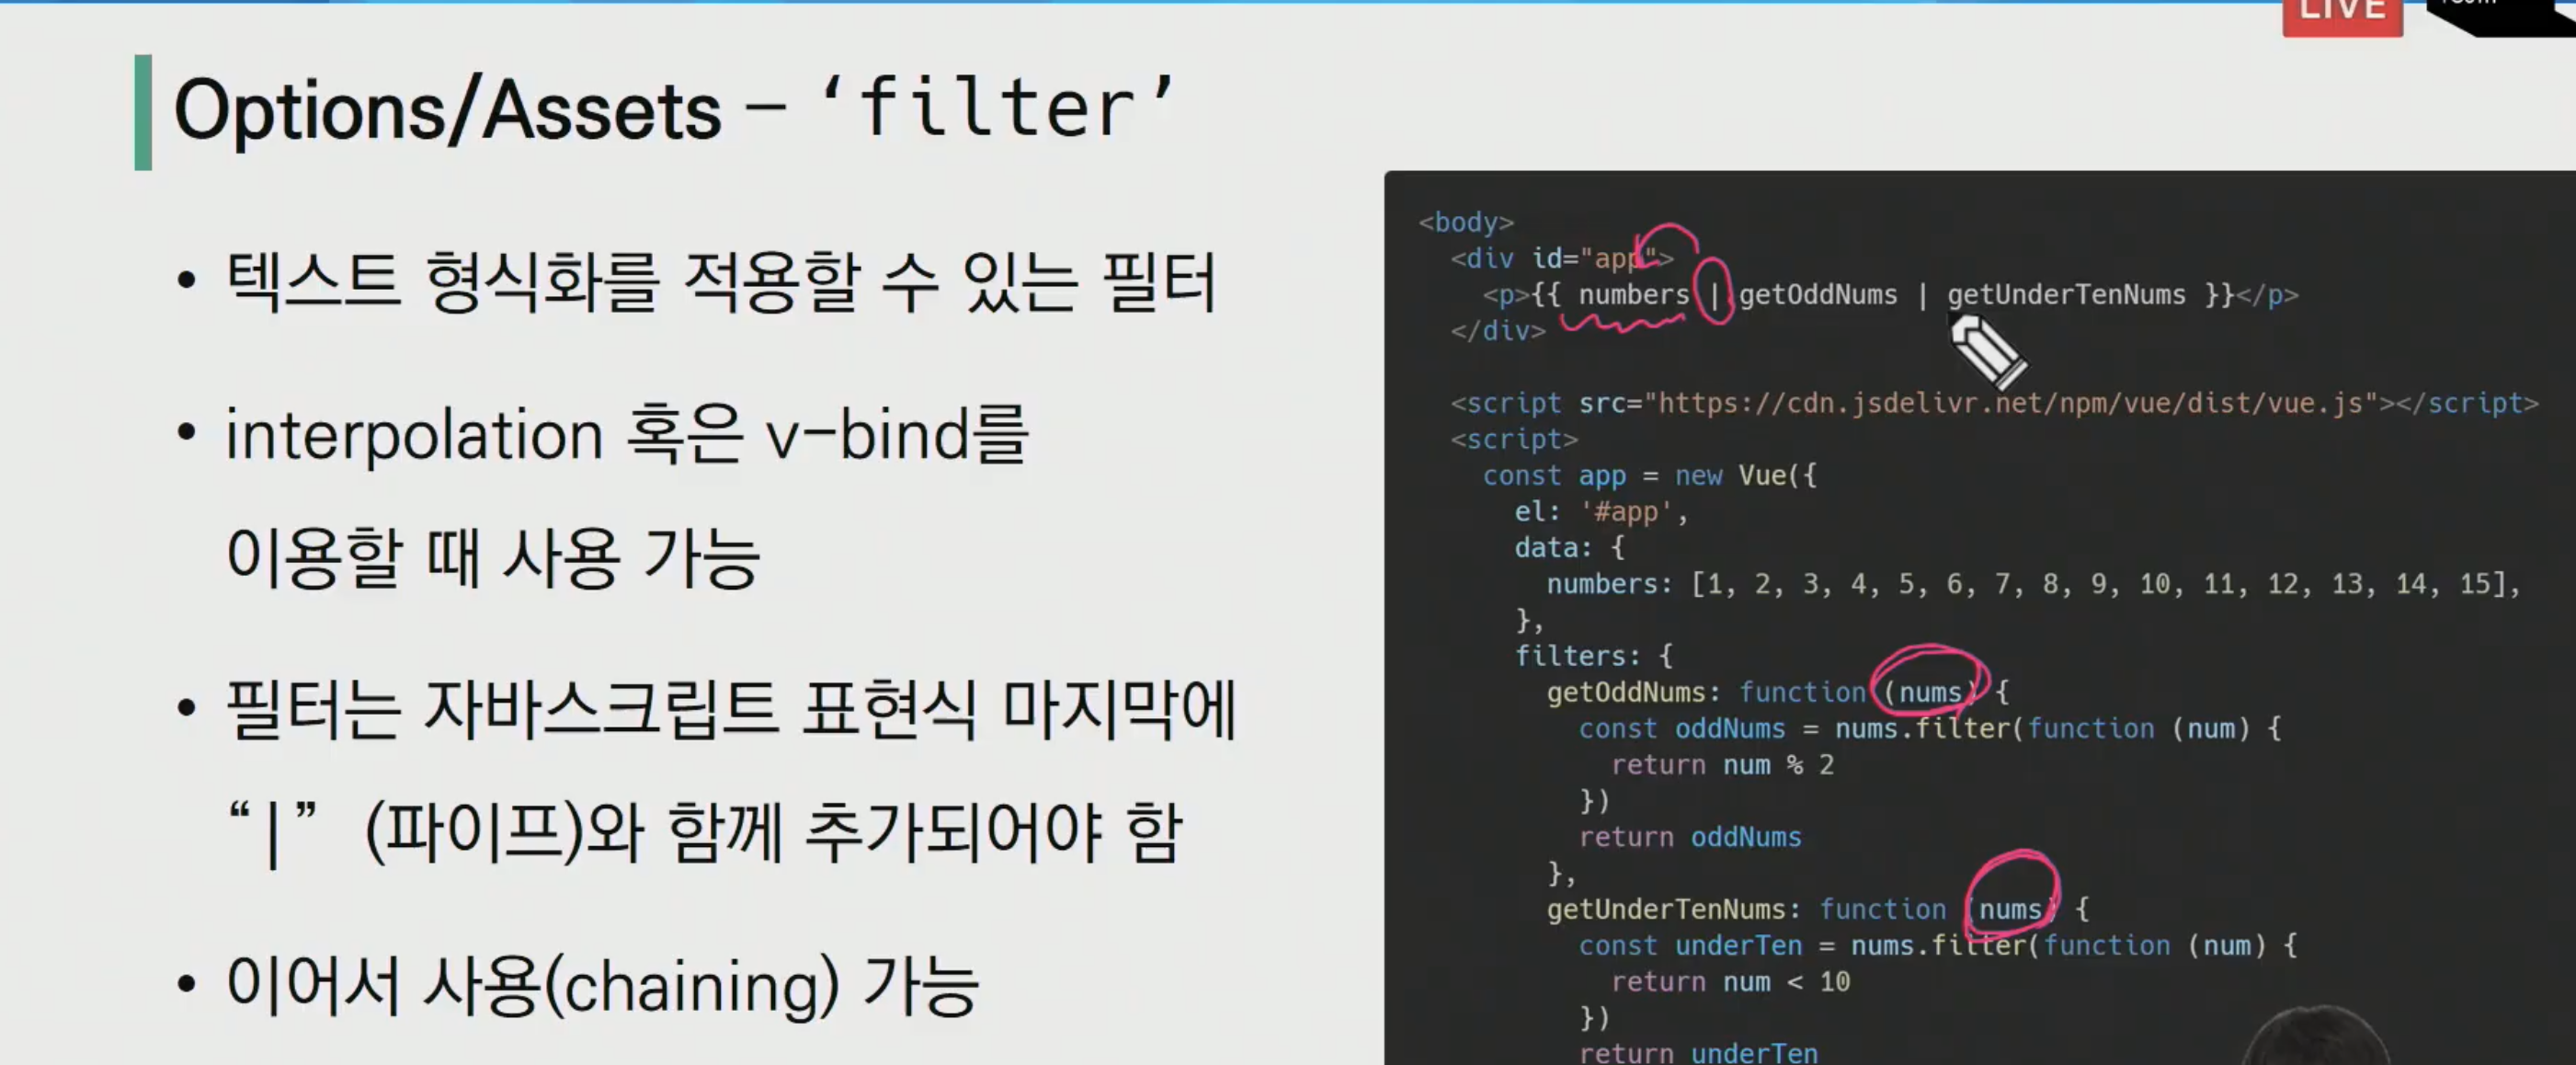 LIVE
Options/Assets – ‘filter’
• 텍스트 형식화를 적용할 수 있는 필터
• interpolation 혹은 v-bind를
이용할 때 사용 가능
• 필터는 자바스크립트 표현식 마지막에
“|” (파이프)와 함께 추가되어야 함
• 이어서 사용(chaining) 가능
<body>
<div id="app">
<p>{{ numbers | getOddNums | getUnderTenNums }}</p>
</div>
<script src="https://cdn.jsdelivr.net/npm/vue/dist/vue.js"></script>
<script>
const app = new Vue({
el: '#app',
data: {
numbers: [1, 2, 3, 4, 5, 6, 7, 8, 9, 10, 11, 12, 13, 14, 15],
},
filters: {
getOddNums: function (nums) {
const oddNums = nums.filter(function (num) {
return num % 2
})
return oddNums
},
getUnderTenNums: function (nums) {
const underTen = nums.filter(function (num) {
return num < 10
})
return underTen